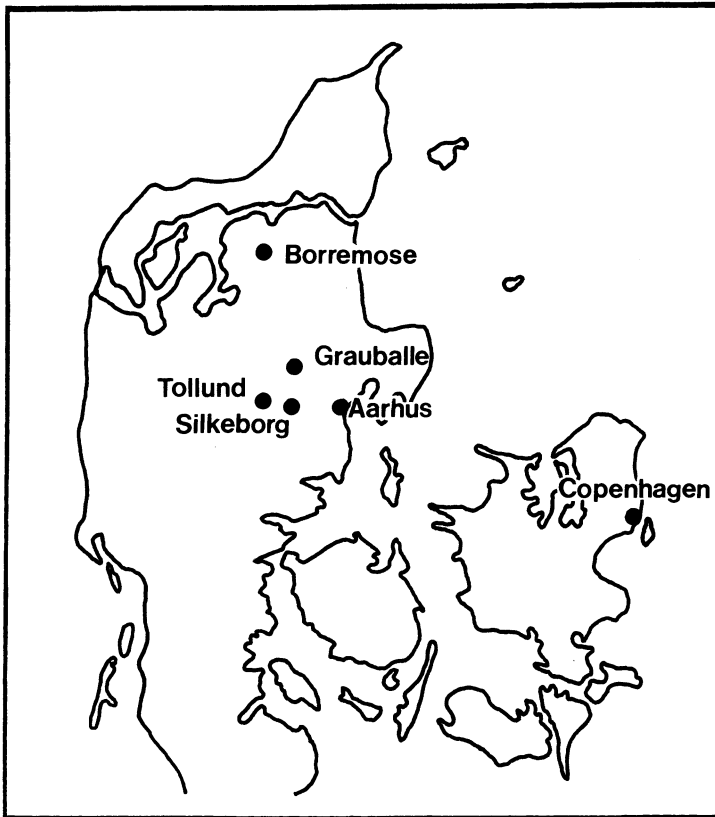 Borremose
Grauballe
Tollund
Silkeborg
Aarhus
Copenhagen